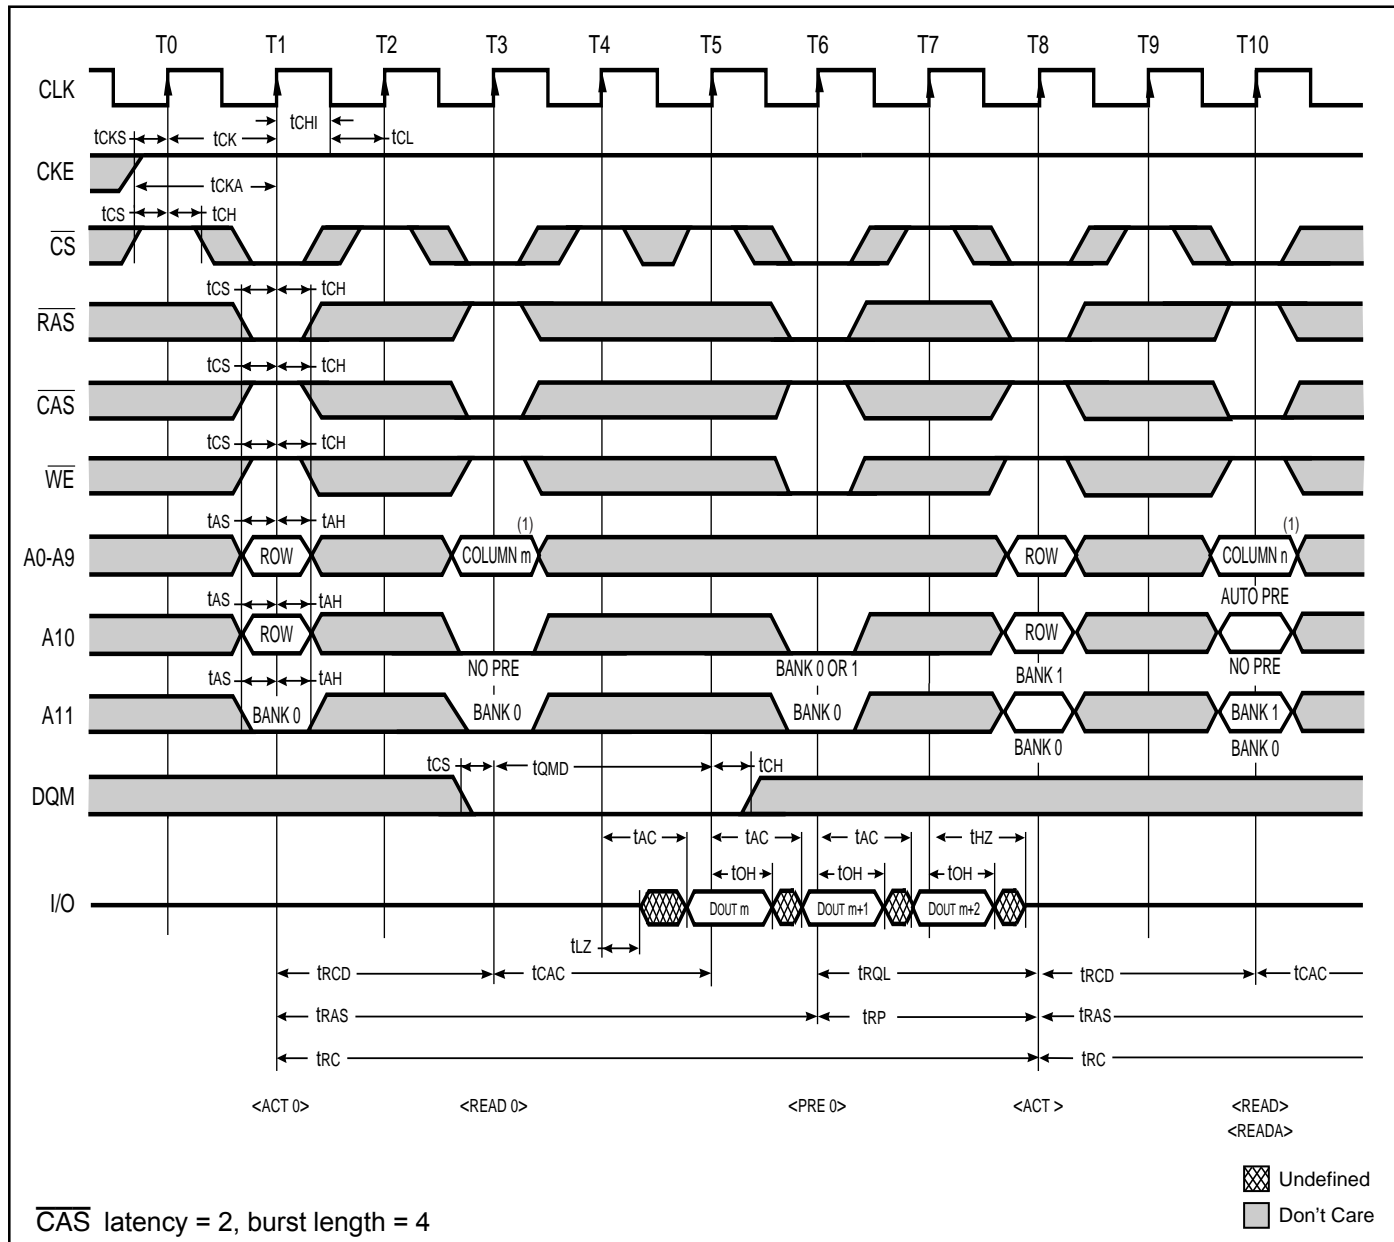 T0 T1 T2 T3 T4 T5 T6 T7 T8 T9 T10
CLK
tCHI
tCKS tCK tCL
CKE
tCKA
tCS tCH
CS
tCS tCH
RAS
tCS tCH
CAS
tCS tCH
WE
tAS tAH (1) (1)
A0-A9 ROW COLUMN m ROW COLUMN n
tAS tAH AUTO PRE
A10 ROW ROW
NO PRE BANK 0 OR 1 BANK 1 NO PRE
tAS tAH
A11 BANK 0 BANK 0 BANK 0 BANK 1
BANK 0 BANK 0
tCS tQMD tCH
DQM
tAC tAC tAC tHZ
tOH tOH tOH
I/O DOUT m DOUT m+1 DOUT m+2
tLZ
tRCD tCAC tRQL tRCD tCAC
tRAS tRP tRAS
tRC tRC
<ACT 0> <READ 0> <PRE 0> <ACT > <READ>
<READA>
Undefined
Don't Care
CAS latency = 2, burst length = 4